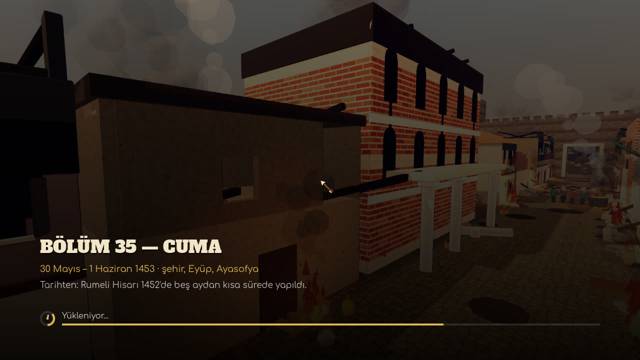 BÖLÜM 35 — CUMA
30 Mayıs – 1 Haziran 1453 · şehir, Eyüp, Ayasofya
Tarihten: Rumeli Hisarı 1452'de beş aydan kısa sürede yapıldı.
Yükleniyor...